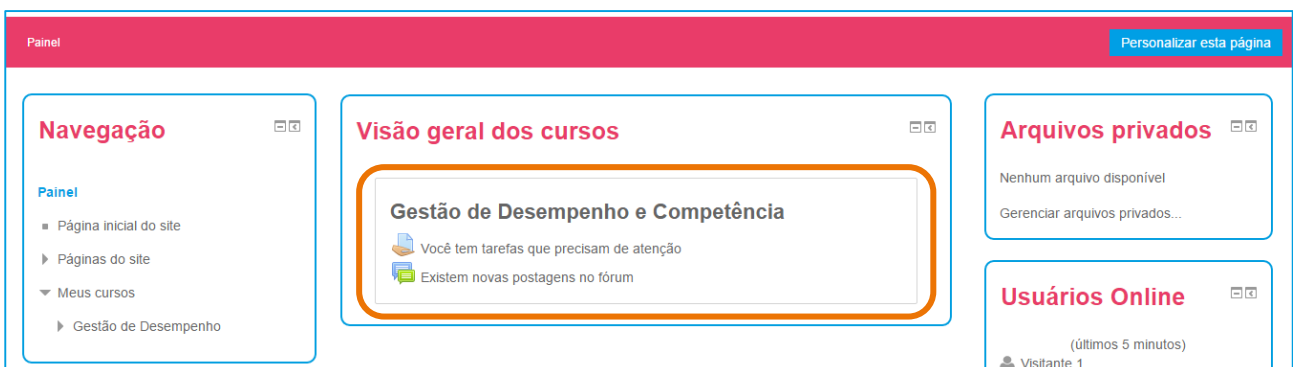 Painel
Personalizar esta página
Navegação
Painel
Página inicial do site
Páginas do site
Meus cursos
Gestão de Desempenho
Visão geral dos cursos
Gestão de Desempenho e Competência
Você tem tarefas que precisam de atenção
Existem novas postagens no fórum
Arquivos privados
Nenhum arquivo disponível
Gerenciar arquivos privados...
Usuários Online
(últimos 5 minutos)
Visitante 1